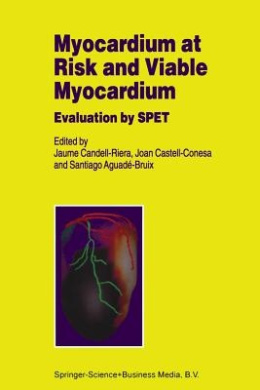 Myocardium at
Risk and Viable
Myocardium
Evaluation by SPET
Edited by
Jaume Candell-Riera, Joan Castell-Conesa
and Santiago Aguadé-Bruix
Springer-Science+Business Media, B.V.